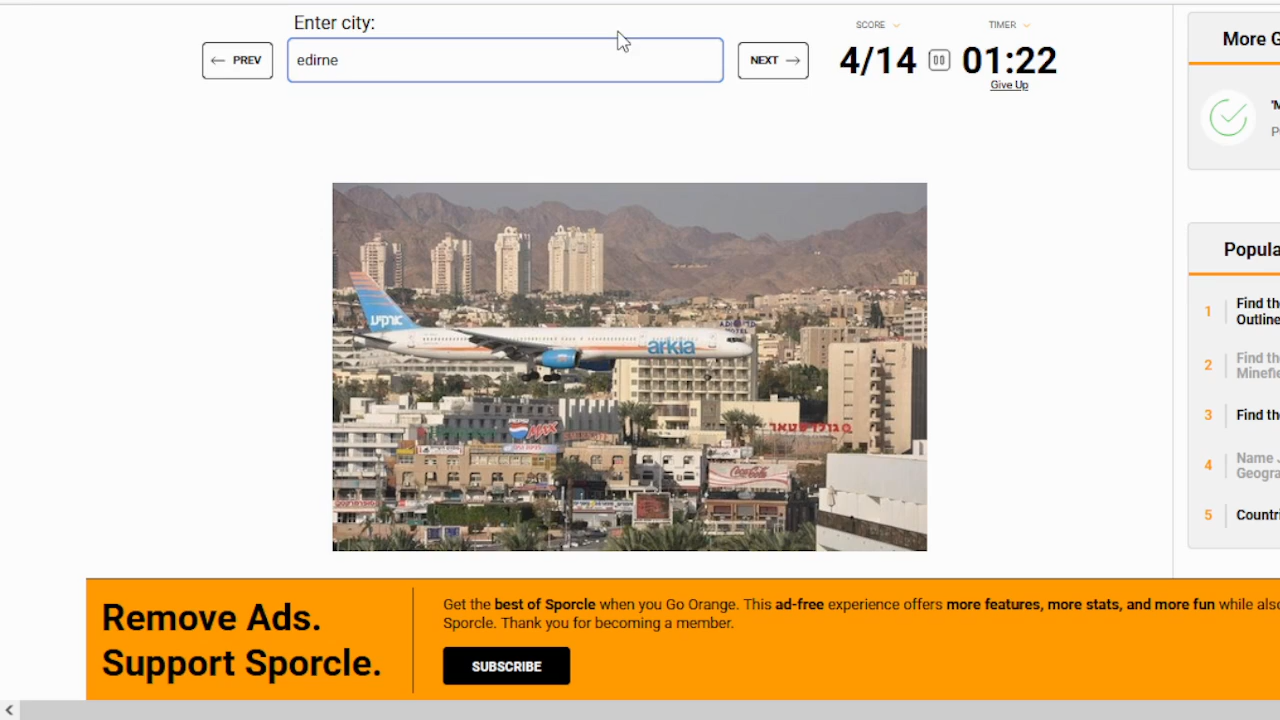 Enter city:
SCORE
TIMER
← PREV
edirne
NEXT →
4/14
01:22
Give Up
More G
'M
P
ארקיע
arkia
MAX
Coca-Cola
Popula
1 Find th
Outline
2 Find th
Minefie
3 Find th
4 Name J
Geogra
5 Countri
Remove Ads.
Support Sporcle.
Get the best of Sporcle when you Go Orange. This ad-free experience offers more features, more stats, and more fun while also
Sporcle. Thank you for becoming a member.
SUBSCRIBE